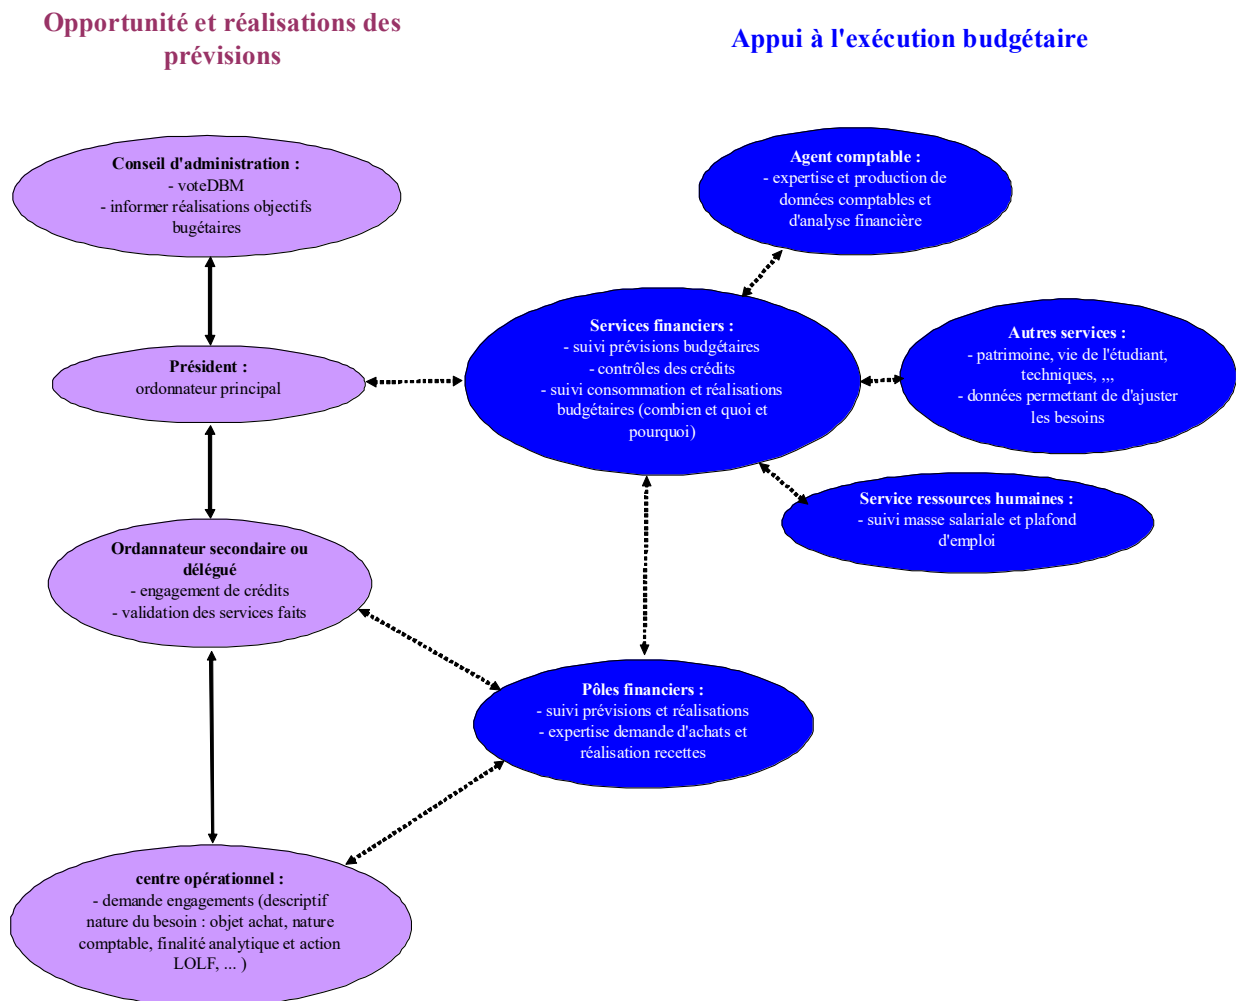 Opportunité et réalisations des
prévisions
Appui à l'exécution budgétaire
Conseil d'administration :
- voteDBM
- informer réalisations objectifs
bugétaires
Agent comptable :
- expertise et production de
données comptables et
d'analyse financière
Services financiers :
- suivi prévisions budgétaires
- contrôles des crédits
- suivi consommation et réalisations
budgétaires (combien et quoi et
pourquoi)
Autres services :
- patrimoine, vie de l'étudiant,
techniques, ,,,
- données permettant de d'ajuster
les besoins
Président :
ordonnateur principal
Service ressources humaines :
- suivi masse salariale et plafond
d'emploi
Ordannateur secondaire ou
délégué
- engagement de crédits
- validation des services faits
Pôles financiers :
- suivi prévisions et réalisations
- expertise demande d'achats et
réalisation recettes
centre opérationnel :
- demande engagements (descriptif
nature du besoin : objet achat, nature
comptable, finalité analytique et action
LOLF, ... )